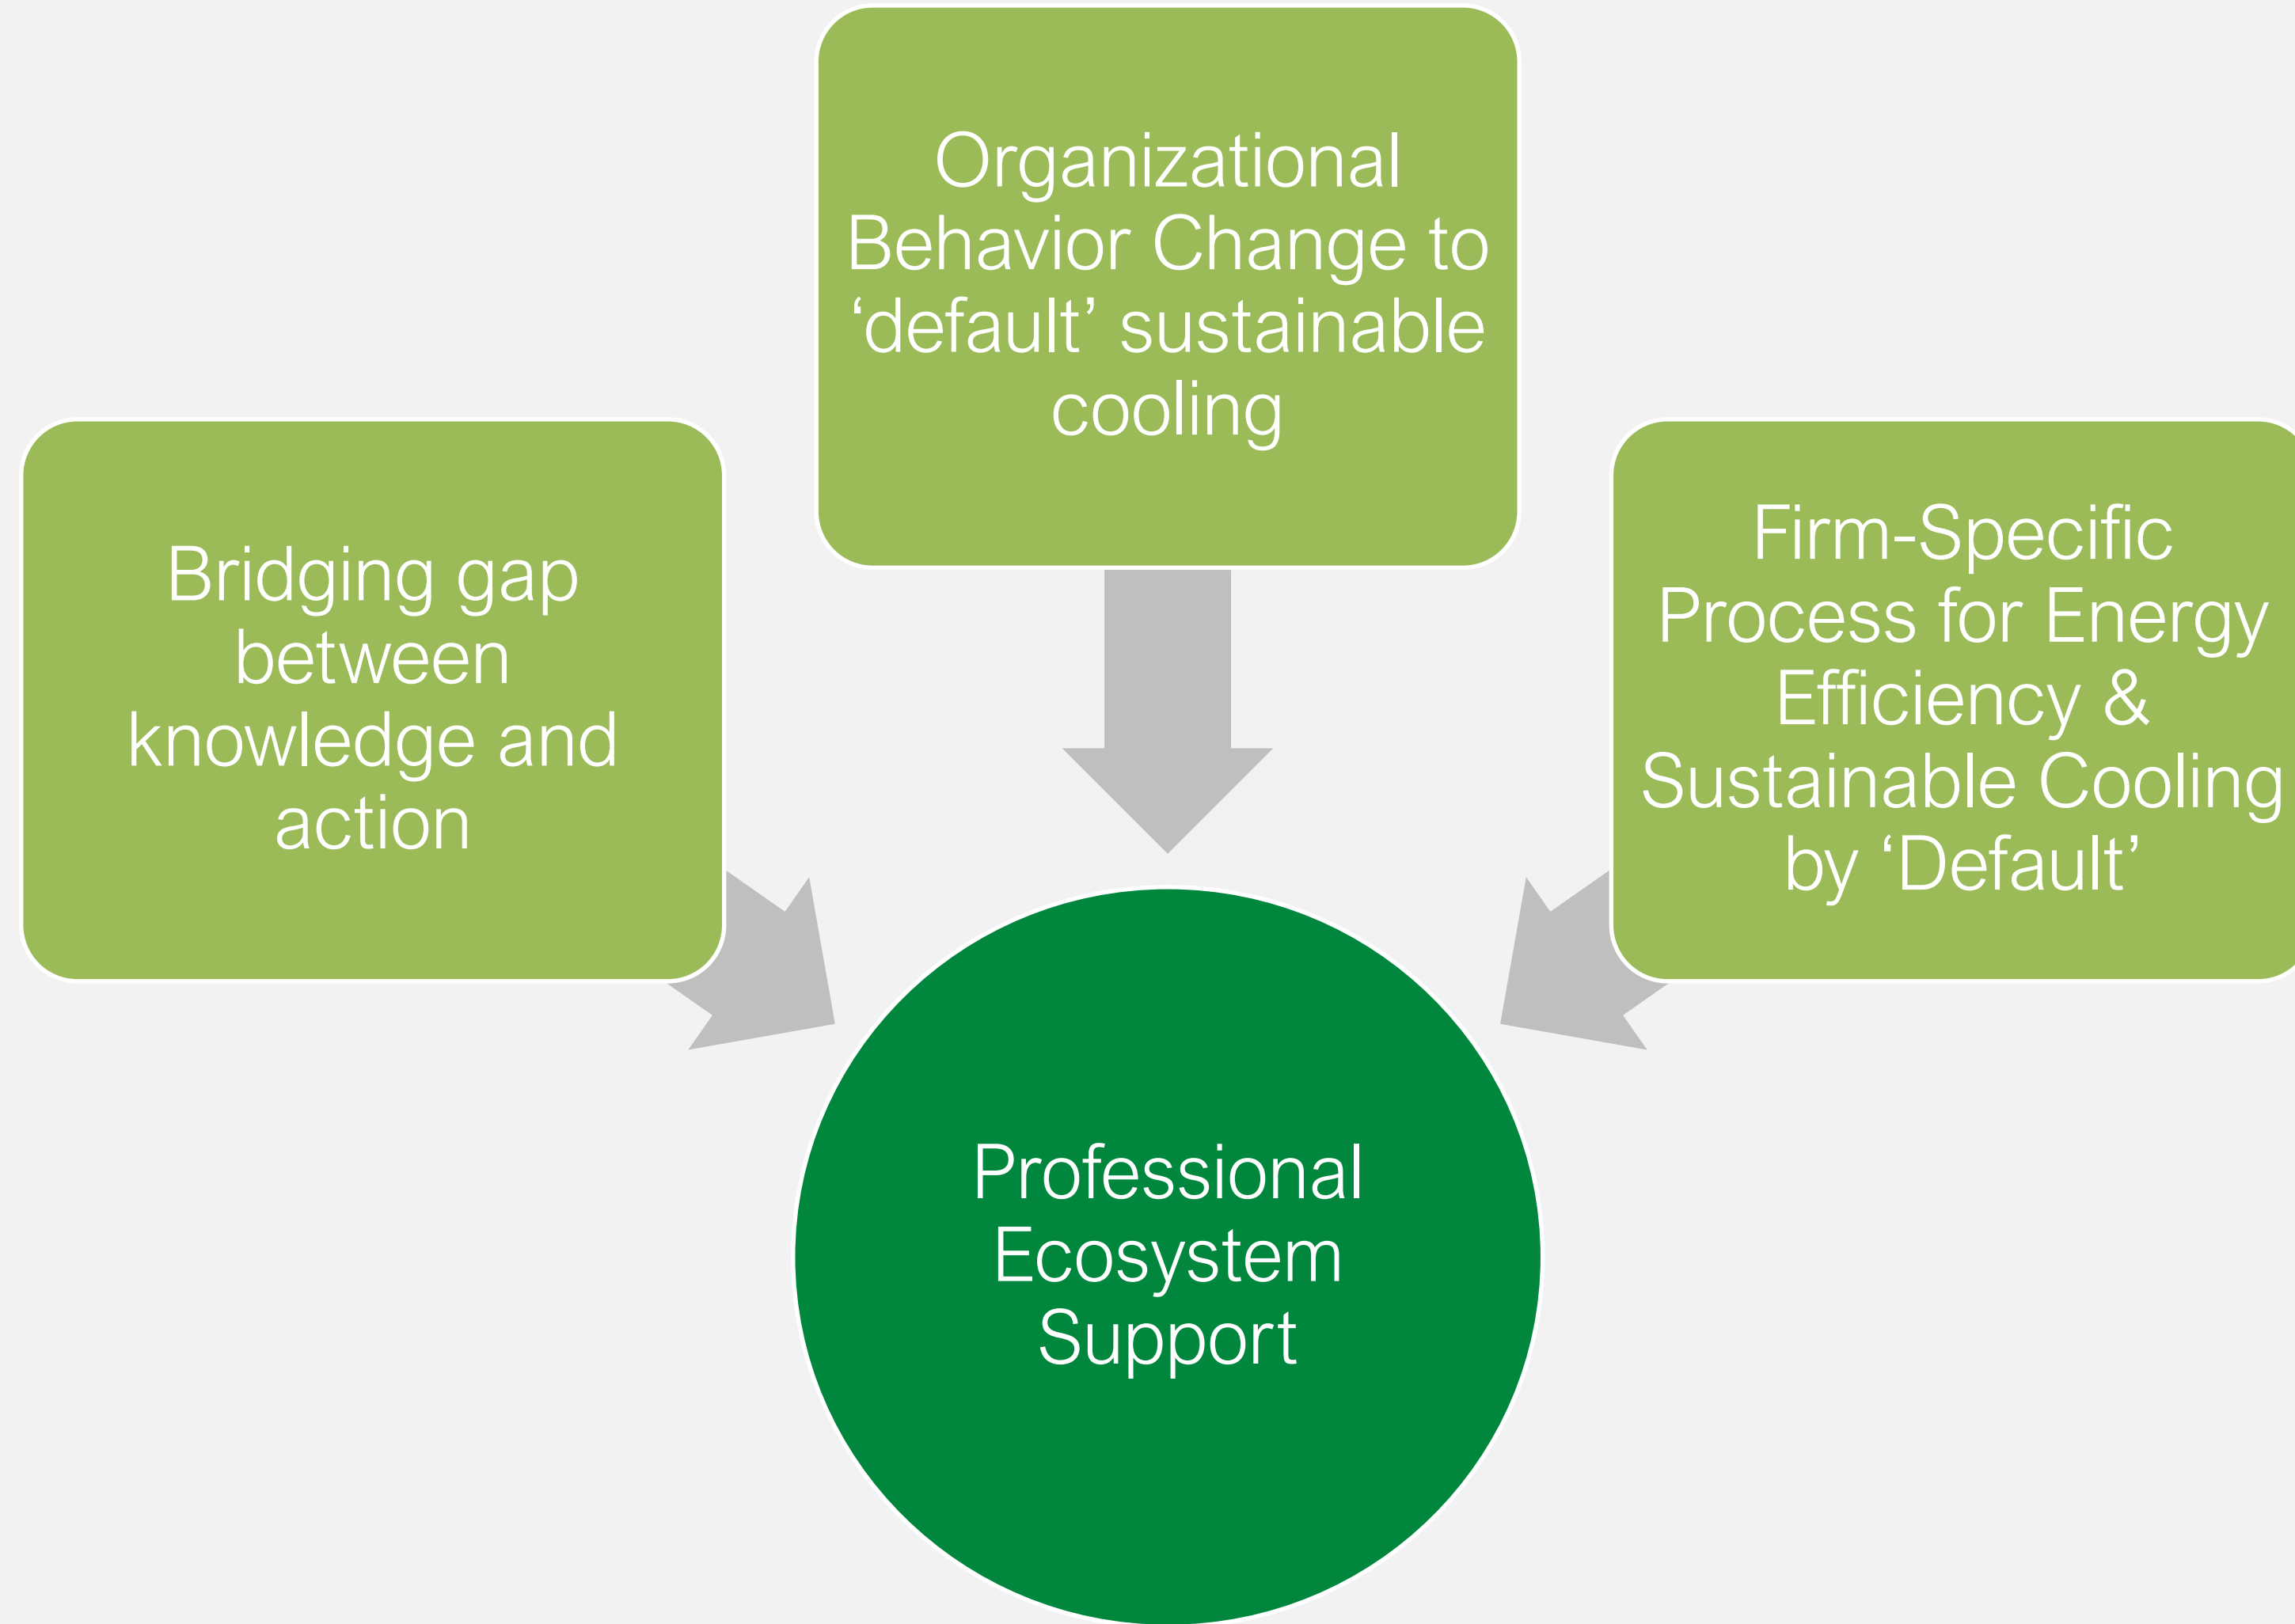 Organizational
Behavior Change to
‘default’ sustainable
cooling
Bridging gap
between
knowledge and
action
Firm-Specific
Process for Energy
Efficiency &
Sustainable Cooling
by ‘Default’
Professional
Ecosystem
Support